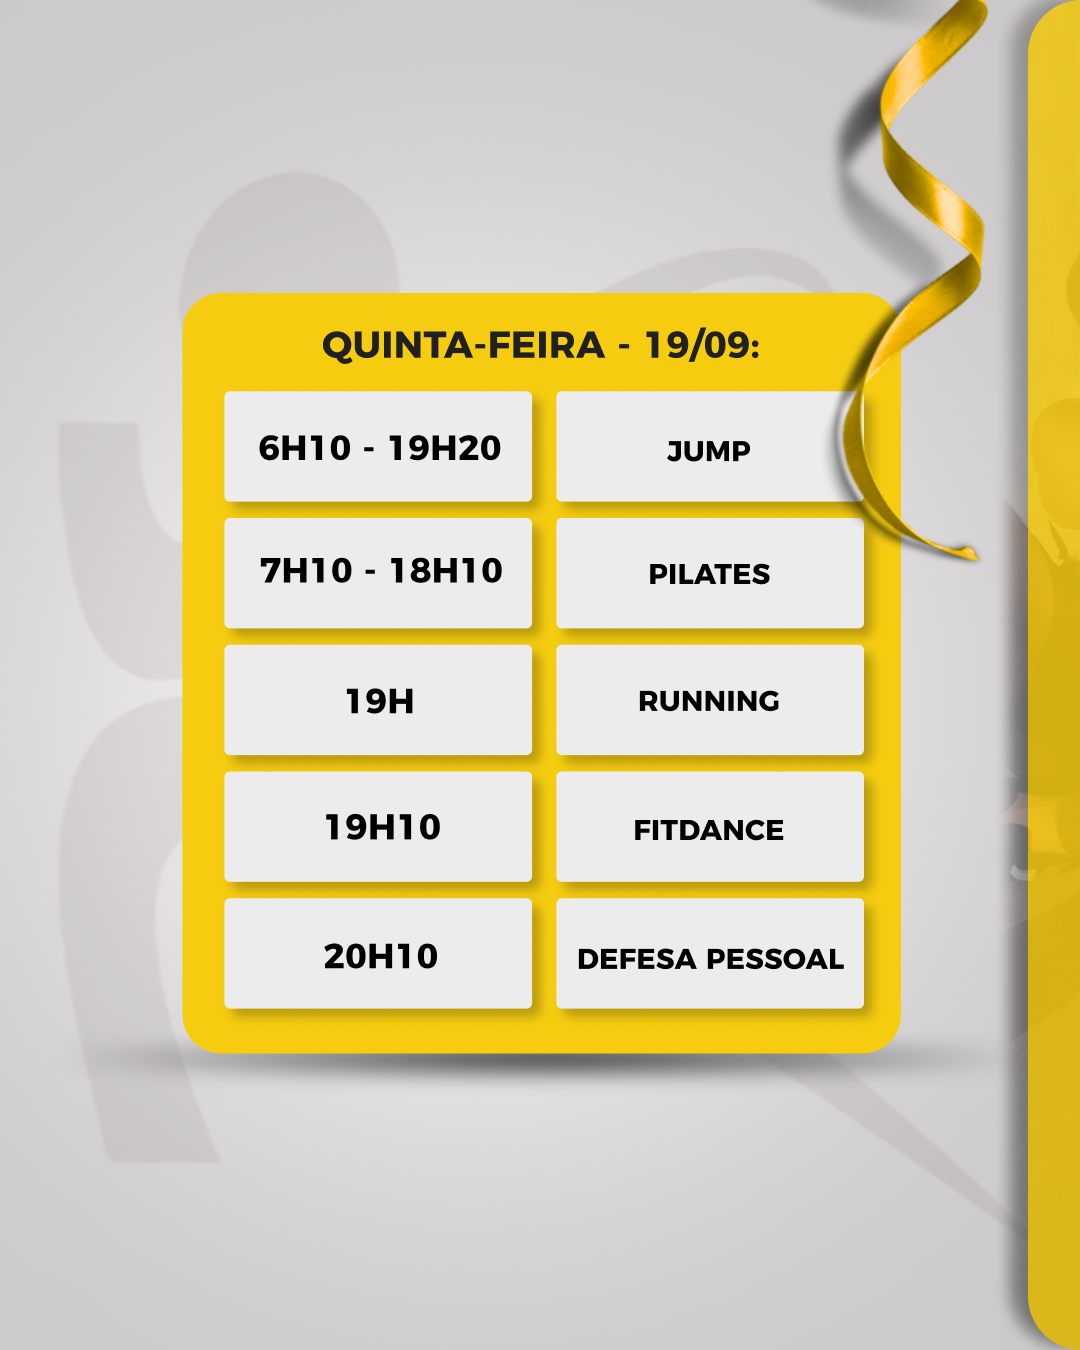 QUINTA-FEIRA - 19/09:
6H10 - 19H20 JUMP
7H10 - 18H10 PILATES
19H RUNNING
19H10 FITDANCE
20H10 DEFESA PESSOAL